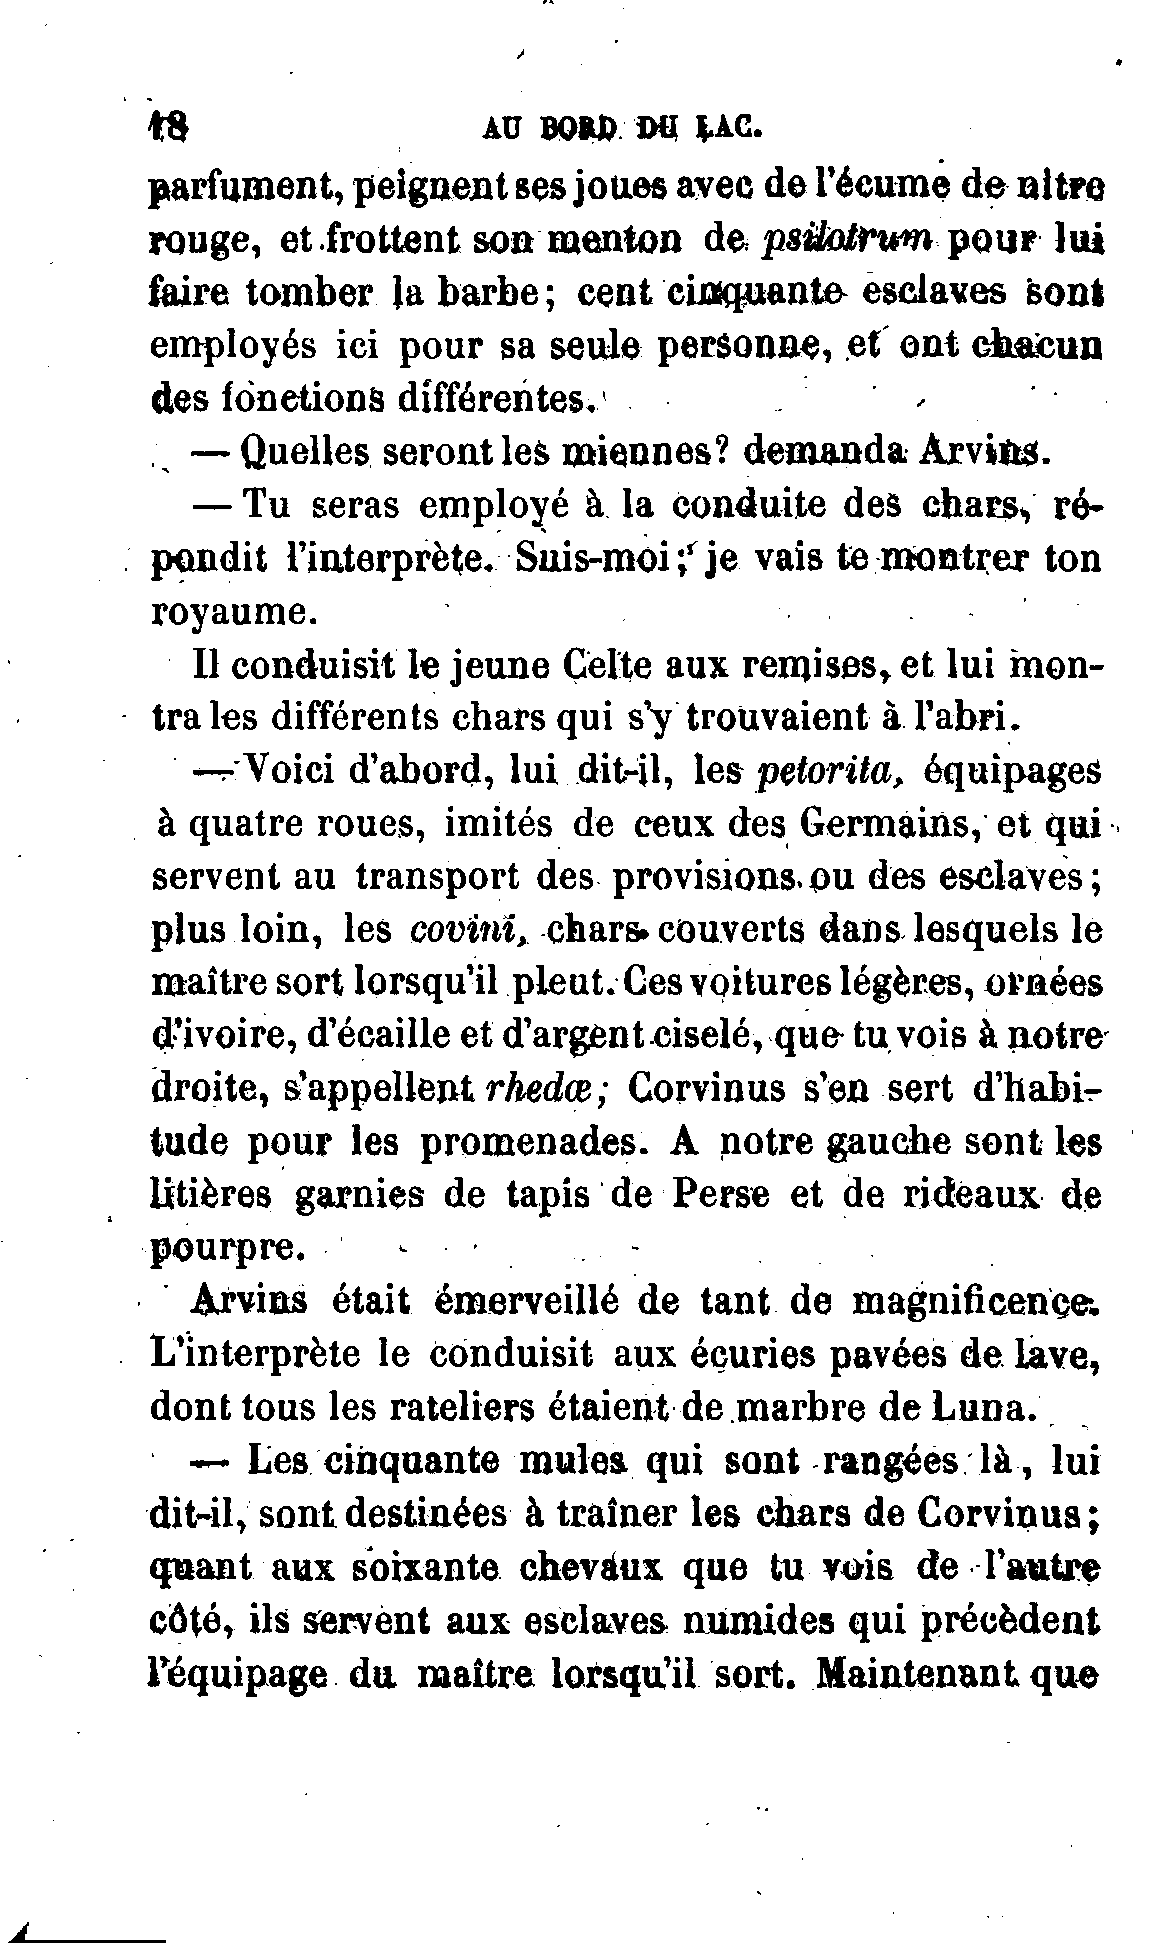 18 AU BORD DU LAC.
parfument, peignent ses joues avec de l'écume de nitre
rouge, et frottent son menton de psilotrum pour lui
faire tomber la barbe; cent cinquante esclaves sont
employés ici pour sa seule personne, et ont chacun
des fonctions différentes.
— Quelles seront les miennes? demanda Arvins.
— Tu seras employé à la conduite des chars, ré-
pondit l'interprète. Suis-moi; je vais te montrer ton
royaume.
Il conduisit le jeune Celte aux remises, et lui mon-
tra les différents chars qui s'y trouvaient à l'abri.
— Voici d'abord, lui dit-il, les petorita, équipages
à quatre roues, imités de ceux des Germains, et qui
servent au transport des provisions ou des esclaves;
plus loin, les covini, chars couverts dans lesquels le
maître sort lorsqu'il pleut. Ces voitures légères, ornées
d'ivoire, d'écaille et d'argent ciselé, que tu vois à notre
droite, s'appellent rhedæ; Corvinus s'en sert d'habi-
tude pour les promenades. A notre gauche sont les
litières garnies de tapis de Perse et de rideaux de
pourpre.
Arvins était émerveillé de tant de magnificence.
L'interprète le conduisit aux écuries pavées de lave,
dont tous les rateliers étaient de marbre de Luna.
— Les cinquante mules qui sont rangées là, lui
dit-il, sont destinées à traîner les chars de Corvinus;
quant aux soixante chevaux que tu vois de l'autre
côté, ils servent aux esclaves numides qui précèdent
l'équipage du maître lorsqu'il sort. Maintenant que